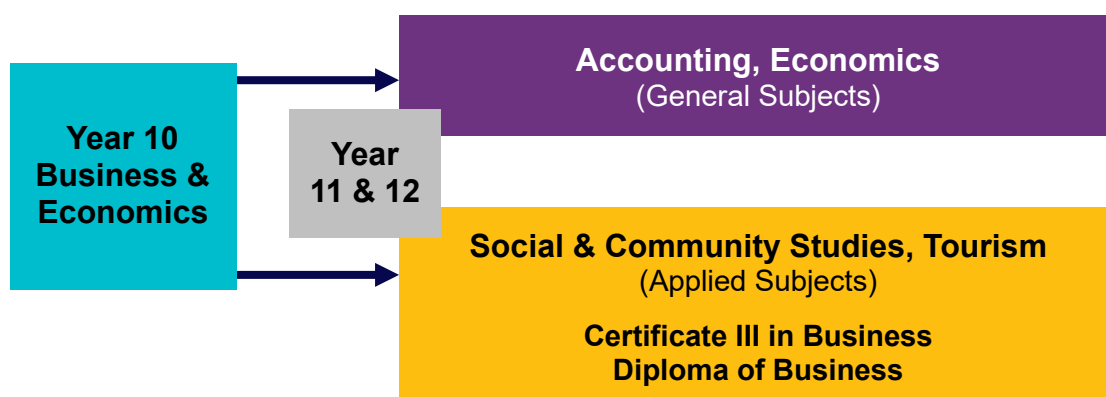 Year 10
Business &
Economics
Year
11 & 12
Accounting, Economics
(General Subjects)
Social & Community Studies, Tourism
(Applied Subjects)
Certificate III in Business
Diploma of Business